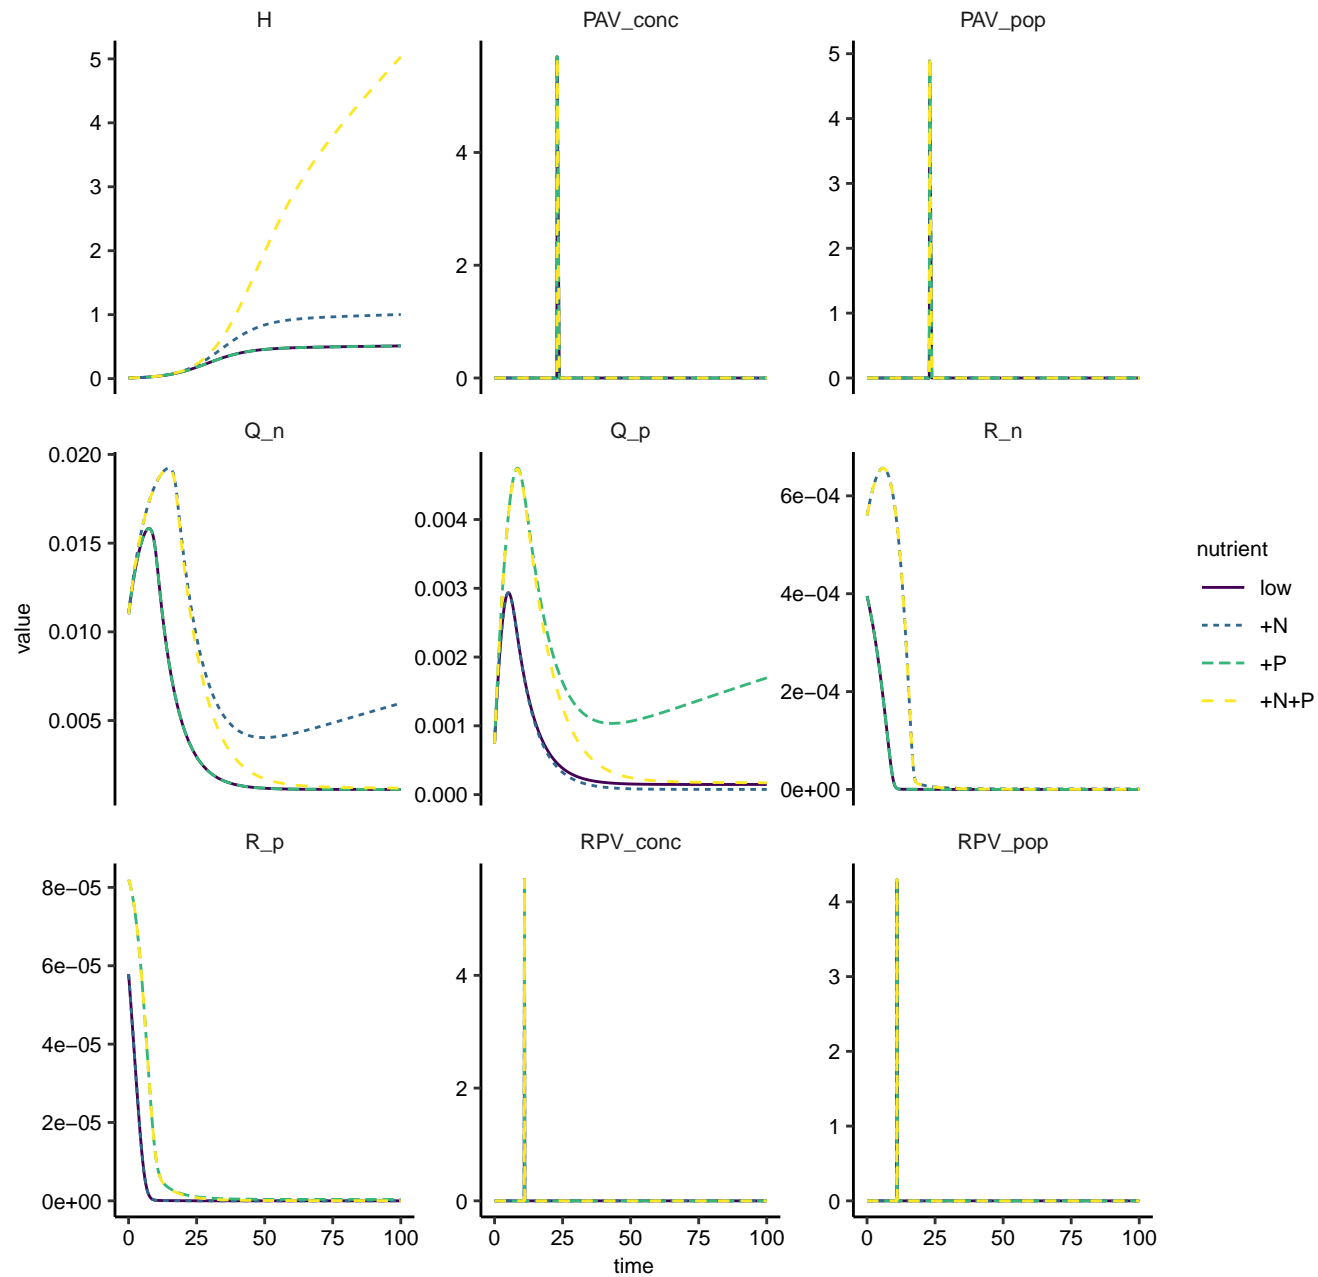 H
PAV_conc
PAV_pop
5
4
3
2
1
0
4
2
0
5
4
3
2
1
0
Q_n
Q_p
R_n
0.020
0.015
0.010
0.005
0.004
0.003
0.002
0.001
0.000
6e−04
4e−04
2e−04
0e+00
value
nutrient
low
+N
+P
+N+P
R_p
RPV_conc
RPV_pop
8e−05
6e−05
4e−05
2e−05
0e+00
4
2
0
4
3
2
1
0
0 25 50 75 100
0 25 50 75 100
0 25 50 75 100
time